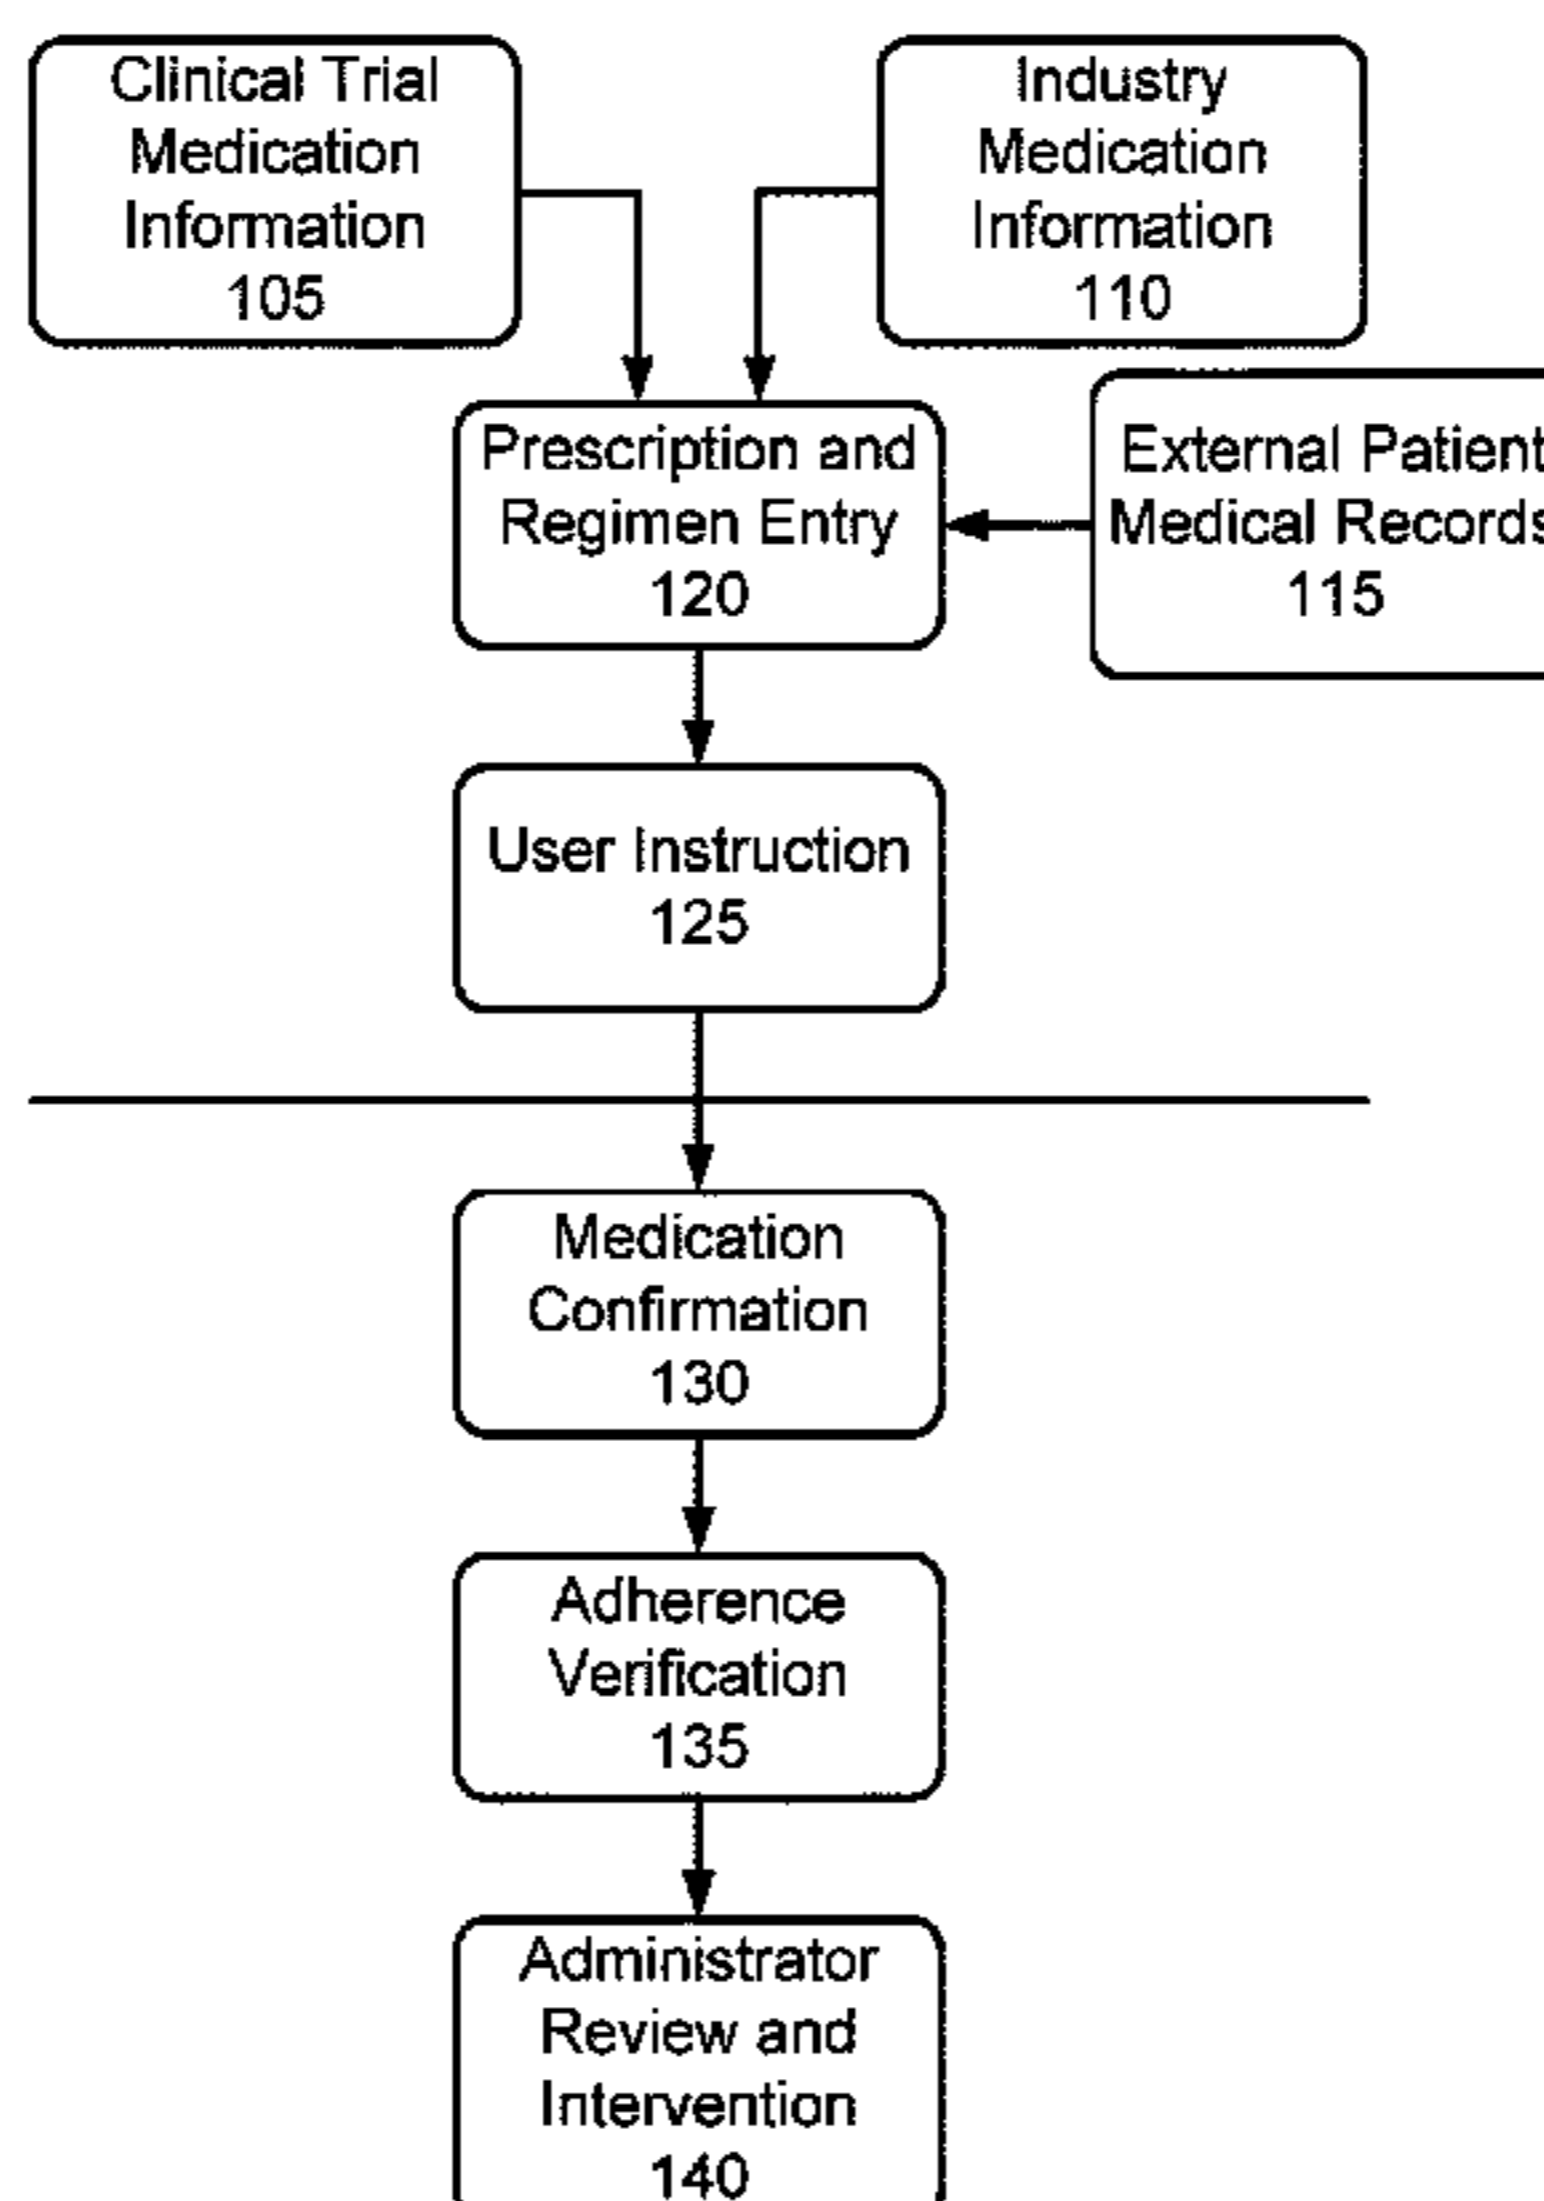 Clinical Trial
Medication
Information
105
Industry
Medication
Information
110
Prescription and
Regimen Entry
120
External Patient
Medical Records
115
User Instruction
125
Medication
Confirmation
130
Adherence
Verification
135
Administrator
Review and
Intervention
140